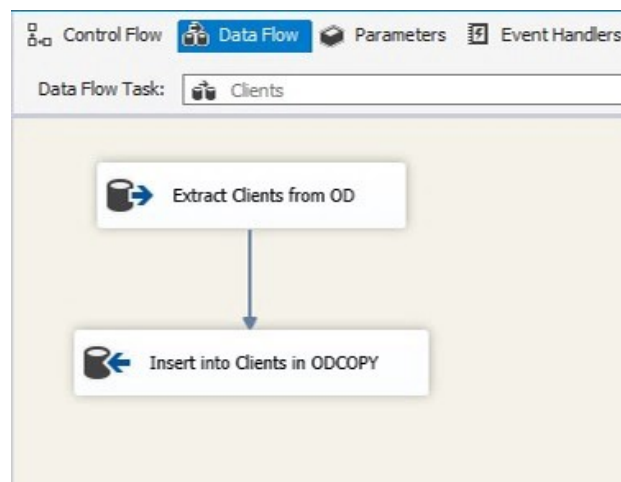 Control Flow Data Flow Parameters Event Handlers
Data Flow Task: Clients
Extract Clients from OD
Insert into Clients in ODCOPY